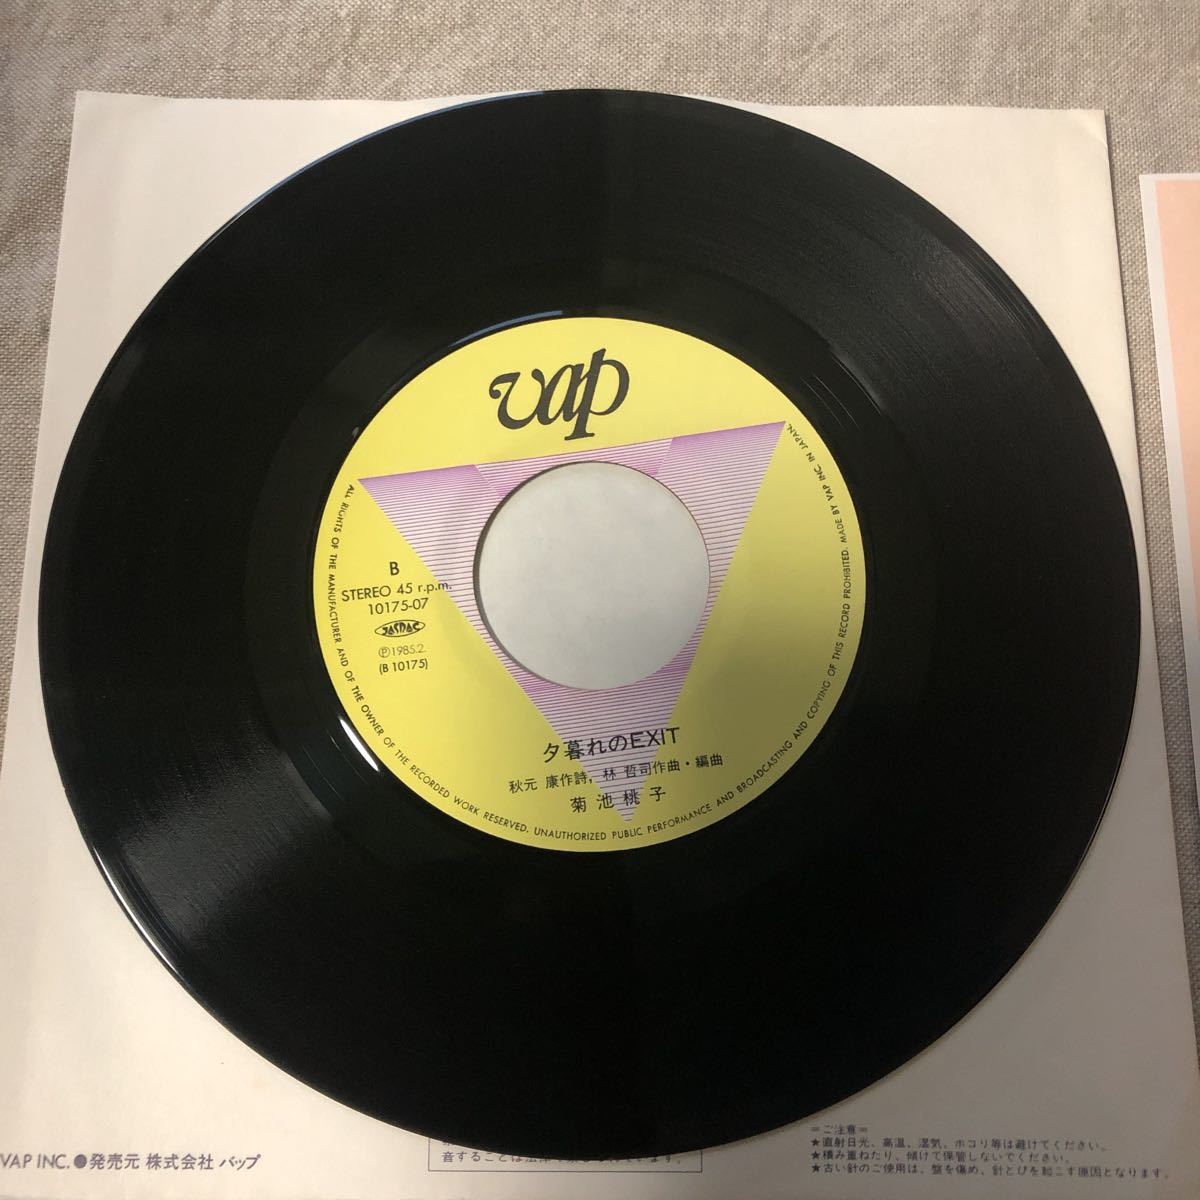 vap
B
STEREO 45 r.p.m.
10175-07
JASRAC
Ⓟ1985.2.
(B 10175)
夕暮れのEXIT
秋元 康作詩, 林 哲司作曲・編曲
菊池桃子
ALL RIGHTS OF THE MANUFACTURER AND OF THE OWNER OF THE RECORDED WORK RESERVED. UNAUTHORIZED PUBLIC PERFORMANCE AND BROADCASTING AND COPYING OF THIS RECORD PROHIBITED. MADE BY VAP INC. IN JAPAN.
VAP INC.●発売元 株式会社 バップ
=ご注意=
★直射日光、高温、湿気、ホコリ等は避けてください。
★積み重ねたり、傾けて保管しないでください。
★古い針のご使用は、盤を傷め、針とびを起こす原因となります。